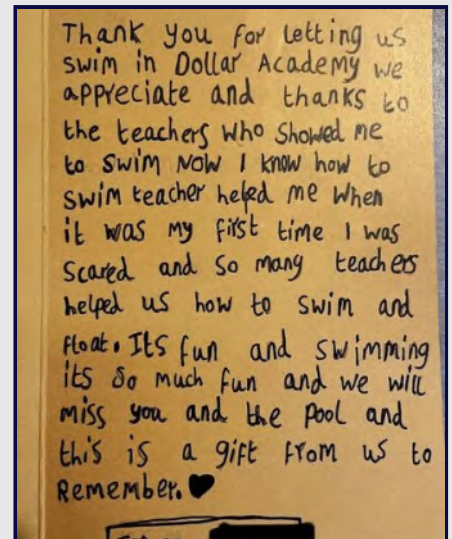 Thank you for letting us
swim in Dollar Academy we
appreciate and thanks to
the teachers who showed me
to swim Now I know how to
swim teacher helped me when
it was my first time I was
scared and so many teachers
helped us how to swim and
float. Its fun and swimming
its so much fun and we will
miss you and the pool and
this is a gift from us to
Remember.♥